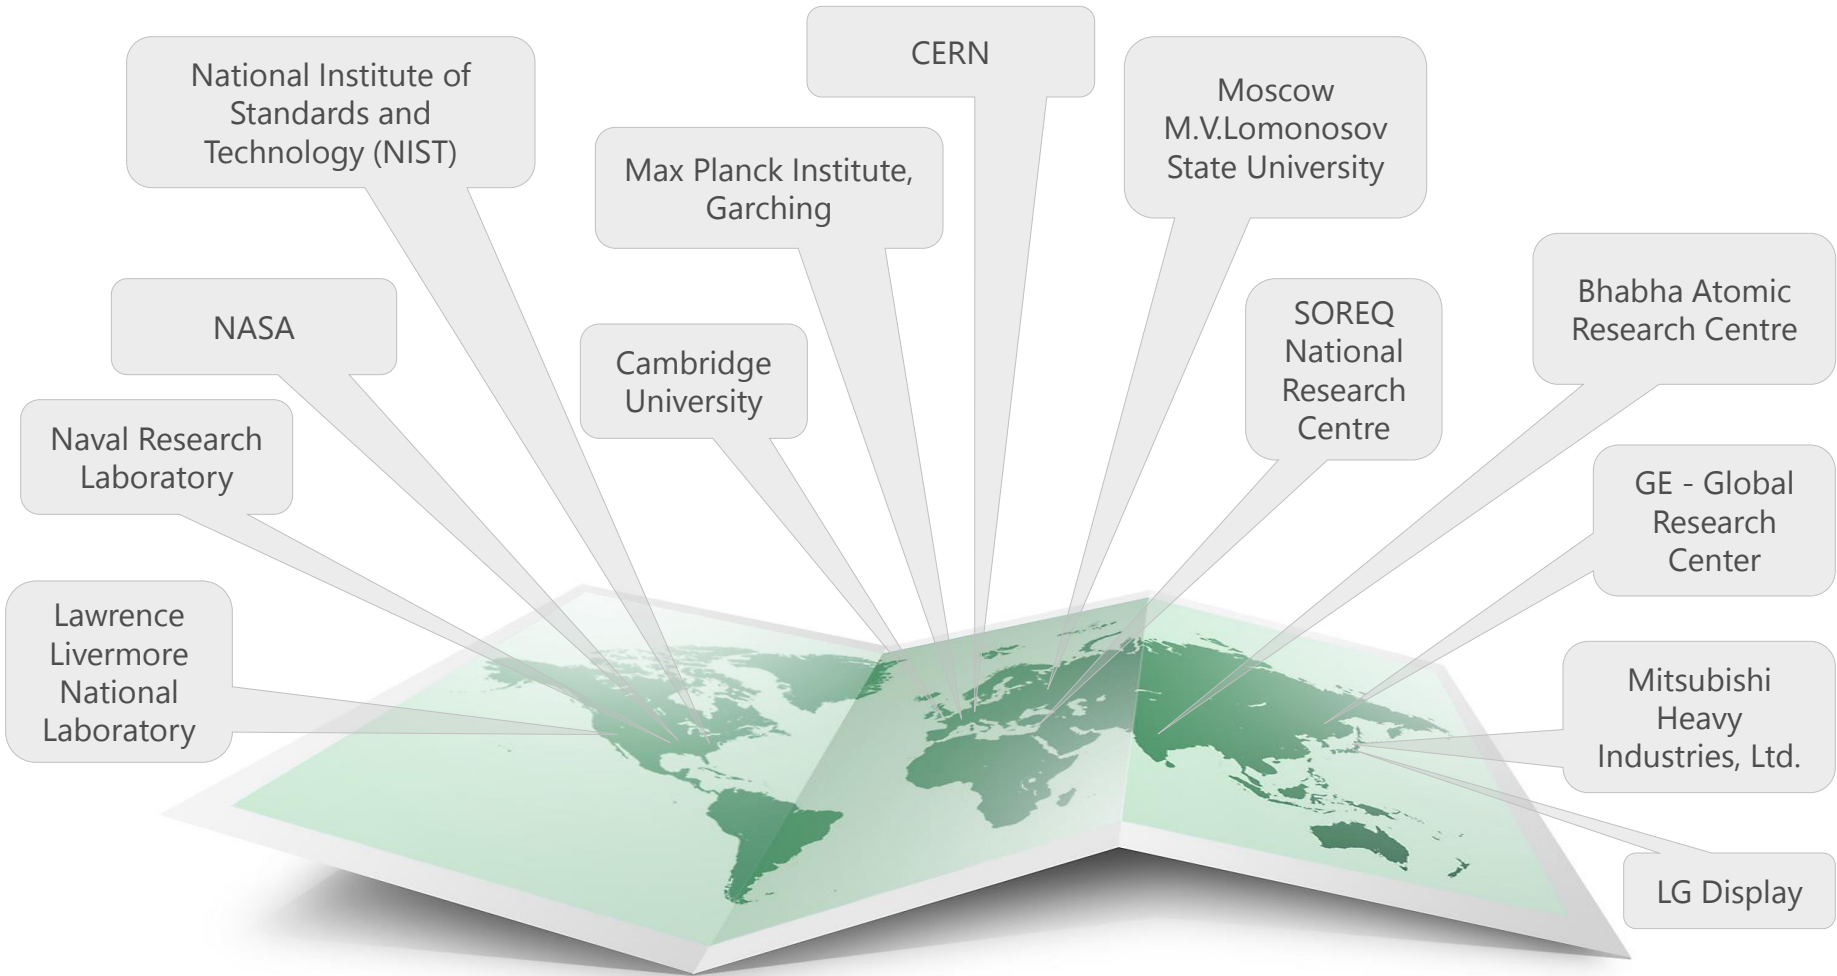 CERN
National Institute of
Standards and
Technology (NIST)
Moscow
M.V.Lomonosov
State University
Max Planck Institute,
Garching
Bhabha Atomic
Research Centre
NASA
SOREQ
National
Research
Centre
Cambridge
University
Naval Research
Laboratory
GE - Global
Research
Center
Lawrence
Livermore
National
Laboratory
Mitsubishi
Heavy
Industries, Ltd.
LG Display